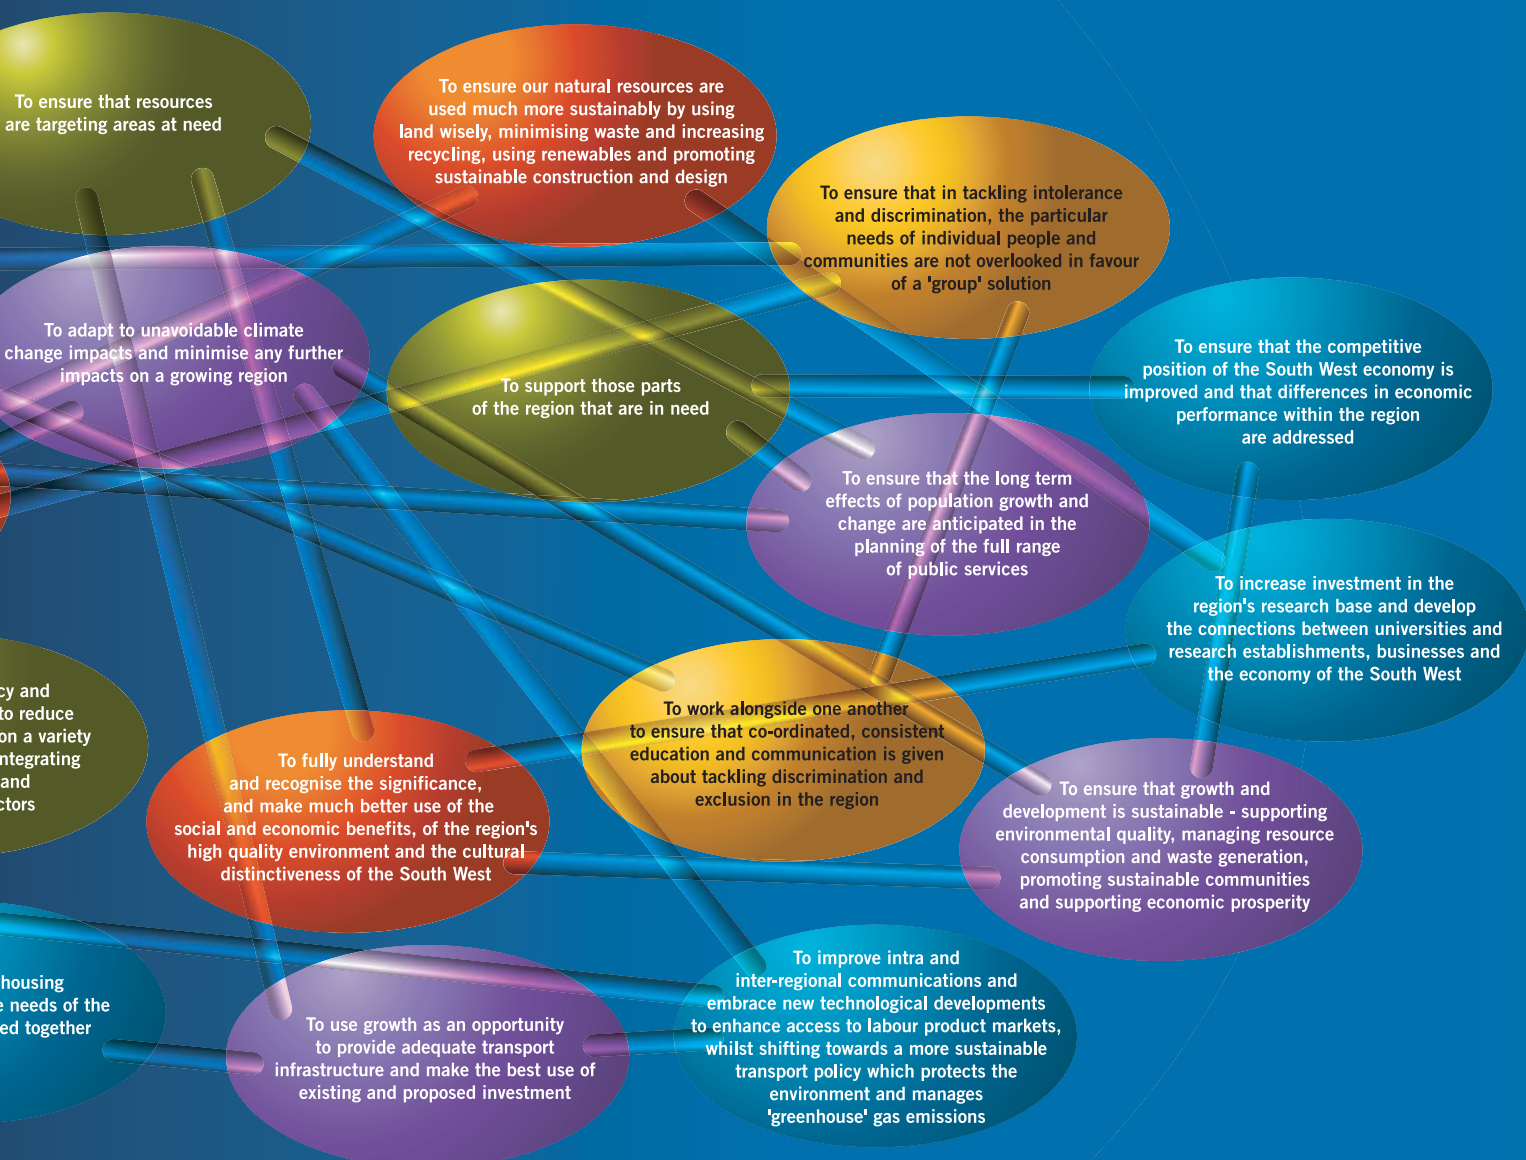 To ensure that resources
are targeting areas at need
To ensure our natural resources are
used much more sustainably by using
land wisely, minimising waste and increasing
recycling, using renewables and promoting
sustainable construction and design
To ensure that in tackling intolerance
and discrimination, the particular
needs of individual people and
communities are not overlooked in favour
of a 'group' solution
To adapt to unavoidable climate
change impacts and minimise any further
impacts on a growing region
To support those parts
of the region that are in need
To ensure that the competitive
position of the South West economy is
improved and that differences in economic
performance within the region
are addressed
To ensure that the long term
effects of population growth and
change are anticipated in the
planning of the full range
of public services
To increase investment in the
region's research base and develop
the connections between universities and
research establishments, businesses and
the economy of the South West
cy and
to reduce
on a variety
ntegrating
and
ctors
To fully understand
and recognise the significance,
and make much better use of the
social and economic benefits, of the region's
high quality environment and the cultural
distinctiveness of the South West
To work alongside one another
to ensure that co-ordinated, consistent
education and communication is given
about tackling discrimination and
exclusion in the region
To ensure that growth and
development is sustainable - supporting
environmental quality, managing resource
consumption and waste generation,
promoting sustainable communities
and supporting economic prosperity
housing
e needs of the
ed together
To use growth as an opportunity
to provide adequate transport
infrastructure and make the best use of
existing and proposed investment
To improve intra and
inter-regional communications and
embrace new technological developments
to enhance access to labour product markets,
whilst shifting towards a more sustainable
transport policy which protects the
environment and manages
'greenhouse' gas emissions